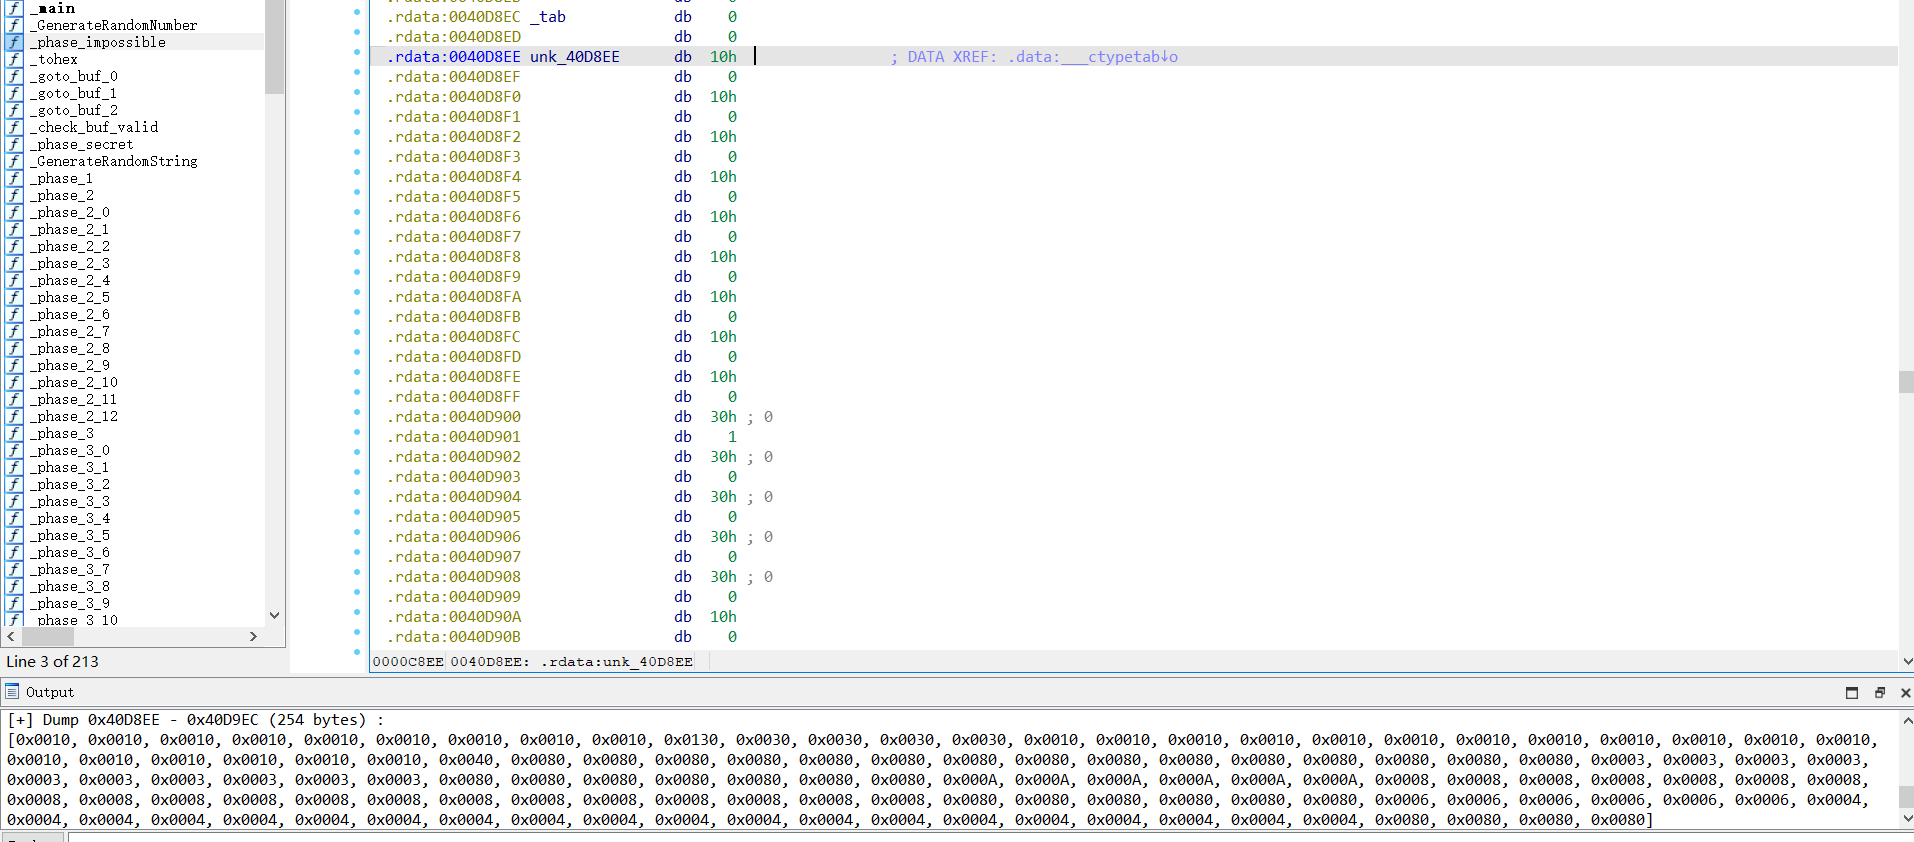 _main
_GenerateRandomNumber
_phase_impossible
_tohex
_goto_buf_0
_goto_buf_1
_goto_buf_2
_check_buf_valid
_phase_secret
_GenerateRandomString
_phase_1
_phase_2
_phase_2_0
_phase_2_1
_phase_2_2
_phase_2_3
_phase_2_4
_phase_2_5
_phase_2_6
_phase_2_7
_phase_2_8
_phase_2_9
_phase_2_10
_phase_2_11
_phase_2_12
_phase_3
_phase_3_0
_phase_3_1
_phase_3_2
_phase_3_3
_phase_3_4
_phase_3_5
_phase_3_6
_phase_3_7
_phase_3_8
_phase_3_9
_phase_3_10
Line 3 of 213
.rdata:0040D8EC _tab db 0
.rdata:0040D8ED db 0
.rdata:0040D8EE unk_40D8EE db 10h ; DATA XREF: .data:___ctypetab↓o
.rdata:0040D8EF db 0
.rdata:0040D8F0 db 10h
.rdata:0040D8F1 db 0
.rdata:0040D8F2 db 10h
.rdata:0040D8F3 db 0
.rdata:0040D8F4 db 10h
.rdata:0040D8F5 db 0
.rdata:0040D8F6 db 10h
.rdata:0040D8F7 db 0
.rdata:0040D8F8 db 10h
.rdata:0040D8F9 db 0
.rdata:0040D8FA db 10h
.rdata:0040D8FB db 0
.rdata:0040D8FC db 10h
.rdata:0040D8FD db 0
.rdata:0040D8FE db 10h
.rdata:0040D8FF db 0
.rdata:0040D900 db 30h ; 0
.rdata:0040D901 db 1
.rdata:0040D902 db 30h ; 0
.rdata:0040D903 db 0
.rdata:0040D904 db 30h ; 0
.rdata:0040D905 db 0
.rdata:0040D906 db 30h ; 0
.rdata:0040D907 db 0
.rdata:0040D908 db 30h ; 0
.rdata:0040D909 db 0
.rdata:0040D90A db 10h
.rdata:0040D90B db 0
0000C8EE 0040D8EE: .rdata:unk_40D8EE
Output
[+] Dump 0x40D8EE - 0x40D9EC (254 bytes) :
[0x0010, 0x0010, 0x0010, 0x0010, 0x0010, 0x0010, 0x0010, 0x0010, 0x0010, 0x0130, 0x0030, 0x0030, 0x0030, 0x0030, 0x0010, 0x0010, 0x0010, 0x0010, 0x0010, 0x0010, 0x0010, 0x0010, 0x0010, 0x0010, 0x0010, 0x0010,
0x0010, 0x0010, 0x0010, 0x0010, 0x0010, 0x0010, 0x0040, 0x0080, 0x0080, 0x0080, 0x0080, 0x0080, 0x0080, 0x0080, 0x0080, 0x0080, 0x0080, 0x0080, 0x0080, 0x0080, 0x0080, 0x0080, 0x0003, 0x0003, 0x0003, 0x0003,
0x0003, 0x0003, 0x0003, 0x0003, 0x0003, 0x0003, 0x0080, 0x0080, 0x0080, 0x0080, 0x0080, 0x0080, 0x0080, 0x000A, 0x000A, 0x000A, 0x000A, 0x000A, 0x000A, 0x0008, 0x0008, 0x0008, 0x0008, 0x0008, 0x0008, 0x0008,
0x0008, 0x0008, 0x0008, 0x0008, 0x0008, 0x0008, 0x0008, 0x0008, 0x0008, 0x0008, 0x0008, 0x0008, 0x0008, 0x0080, 0x0080, 0x0080, 0x0080, 0x0080, 0x0080, 0x0006, 0x0006, 0x0006, 0x0006, 0x0006, 0x0006, 0x0004,
0x0004, 0x0004, 0x0004, 0x0004, 0x0004, 0x0004, 0x0004, 0x0004, 0x0004, 0x0004, 0x0004, 0x0004, 0x0004, 0x0004, 0x0004, 0x0004, 0x0004, 0x0004, 0x0004, 0x0080, 0x0080, 0x0080, 0x0080]